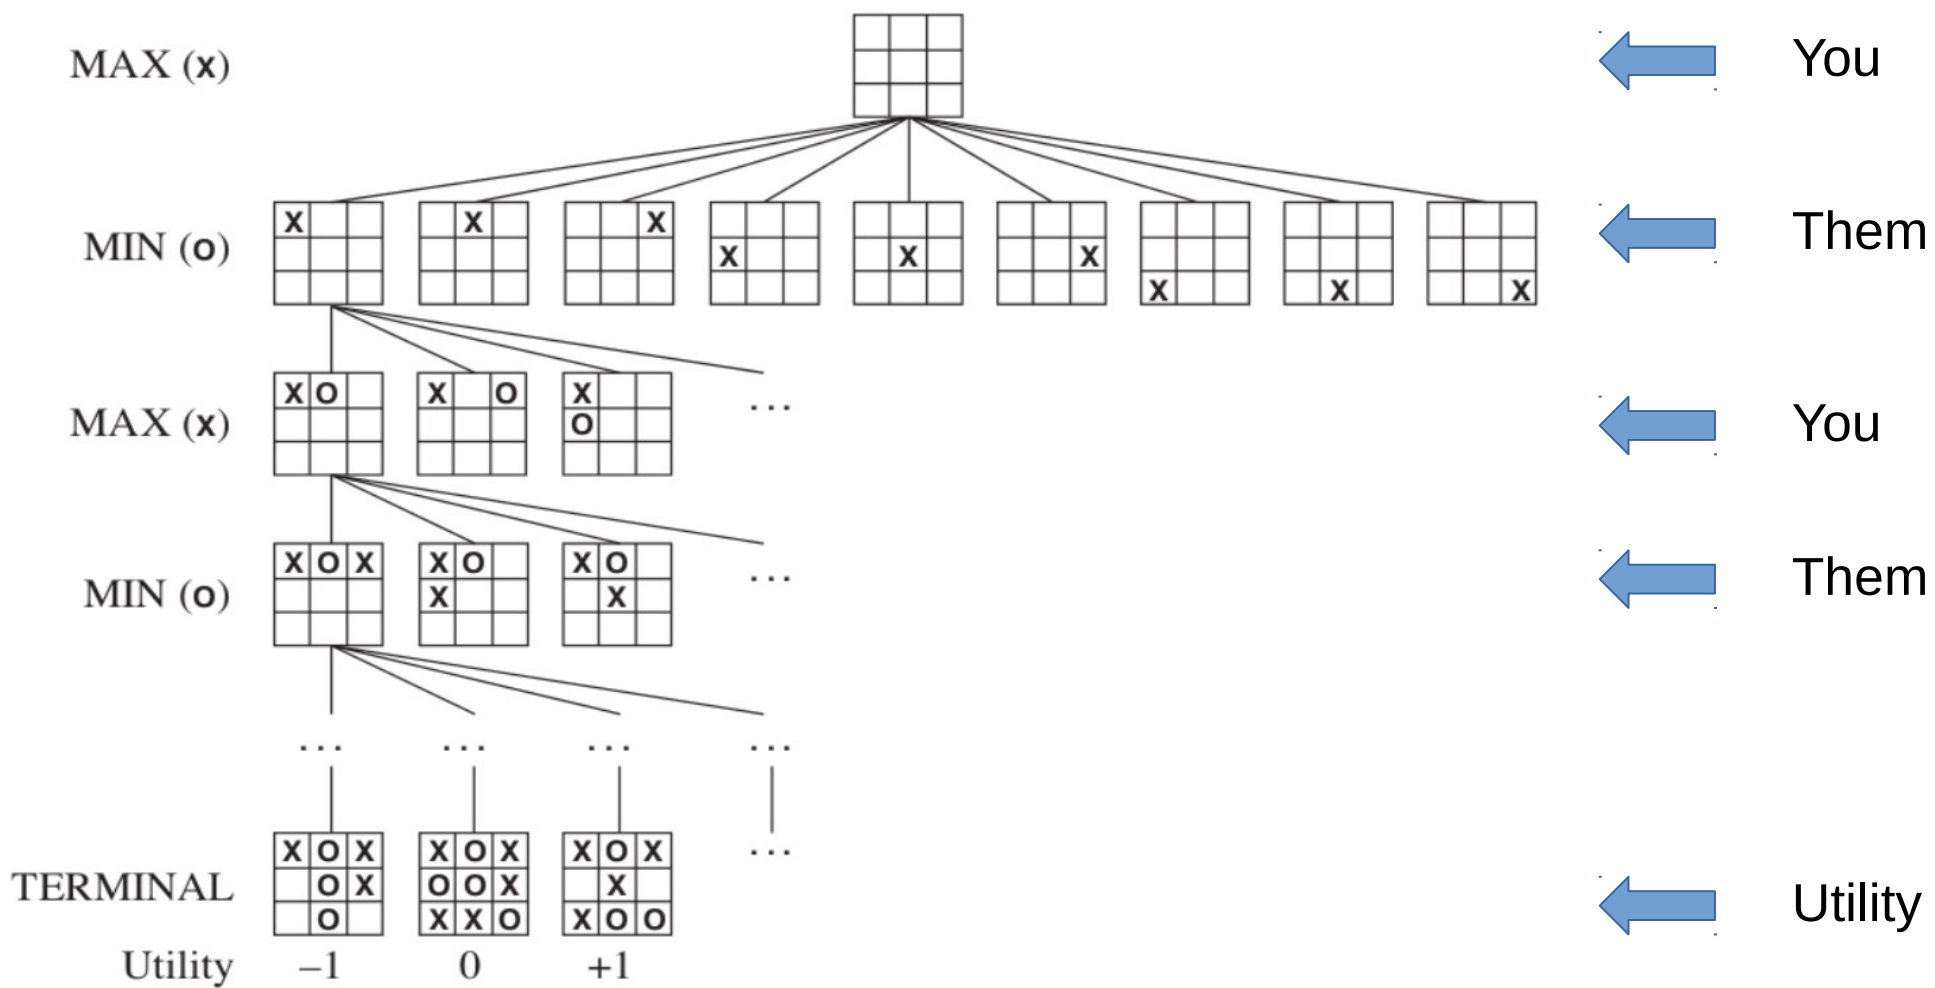 MAX (x) You
X X X X X X X X X
MIN (o) Them
X O X O X
O
MAX (x) ... You
X O X X O X O
X X
MIN (o) ... Them
... ... ... ...
X O X X O X X O X ...
TERMINAL O X O O X X Utility
O X X O X O O
Utility –1 0 +1